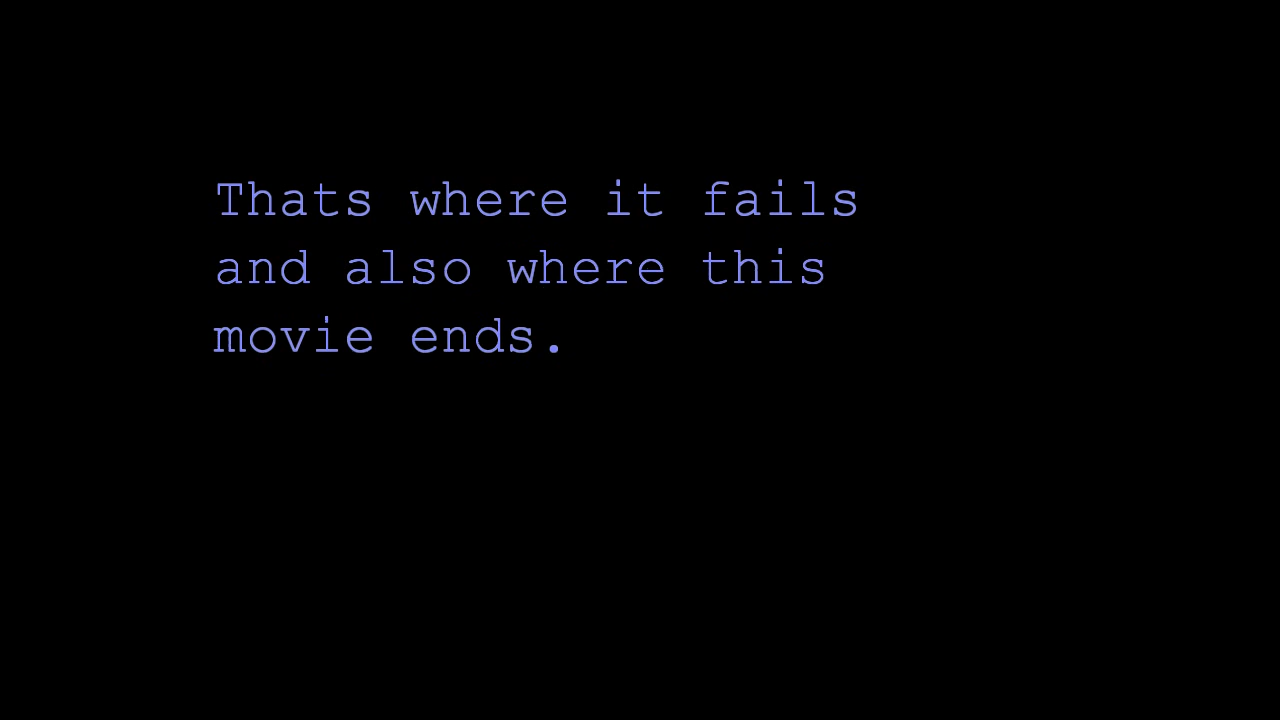 Thats where it fails
and also where this
movie ends.